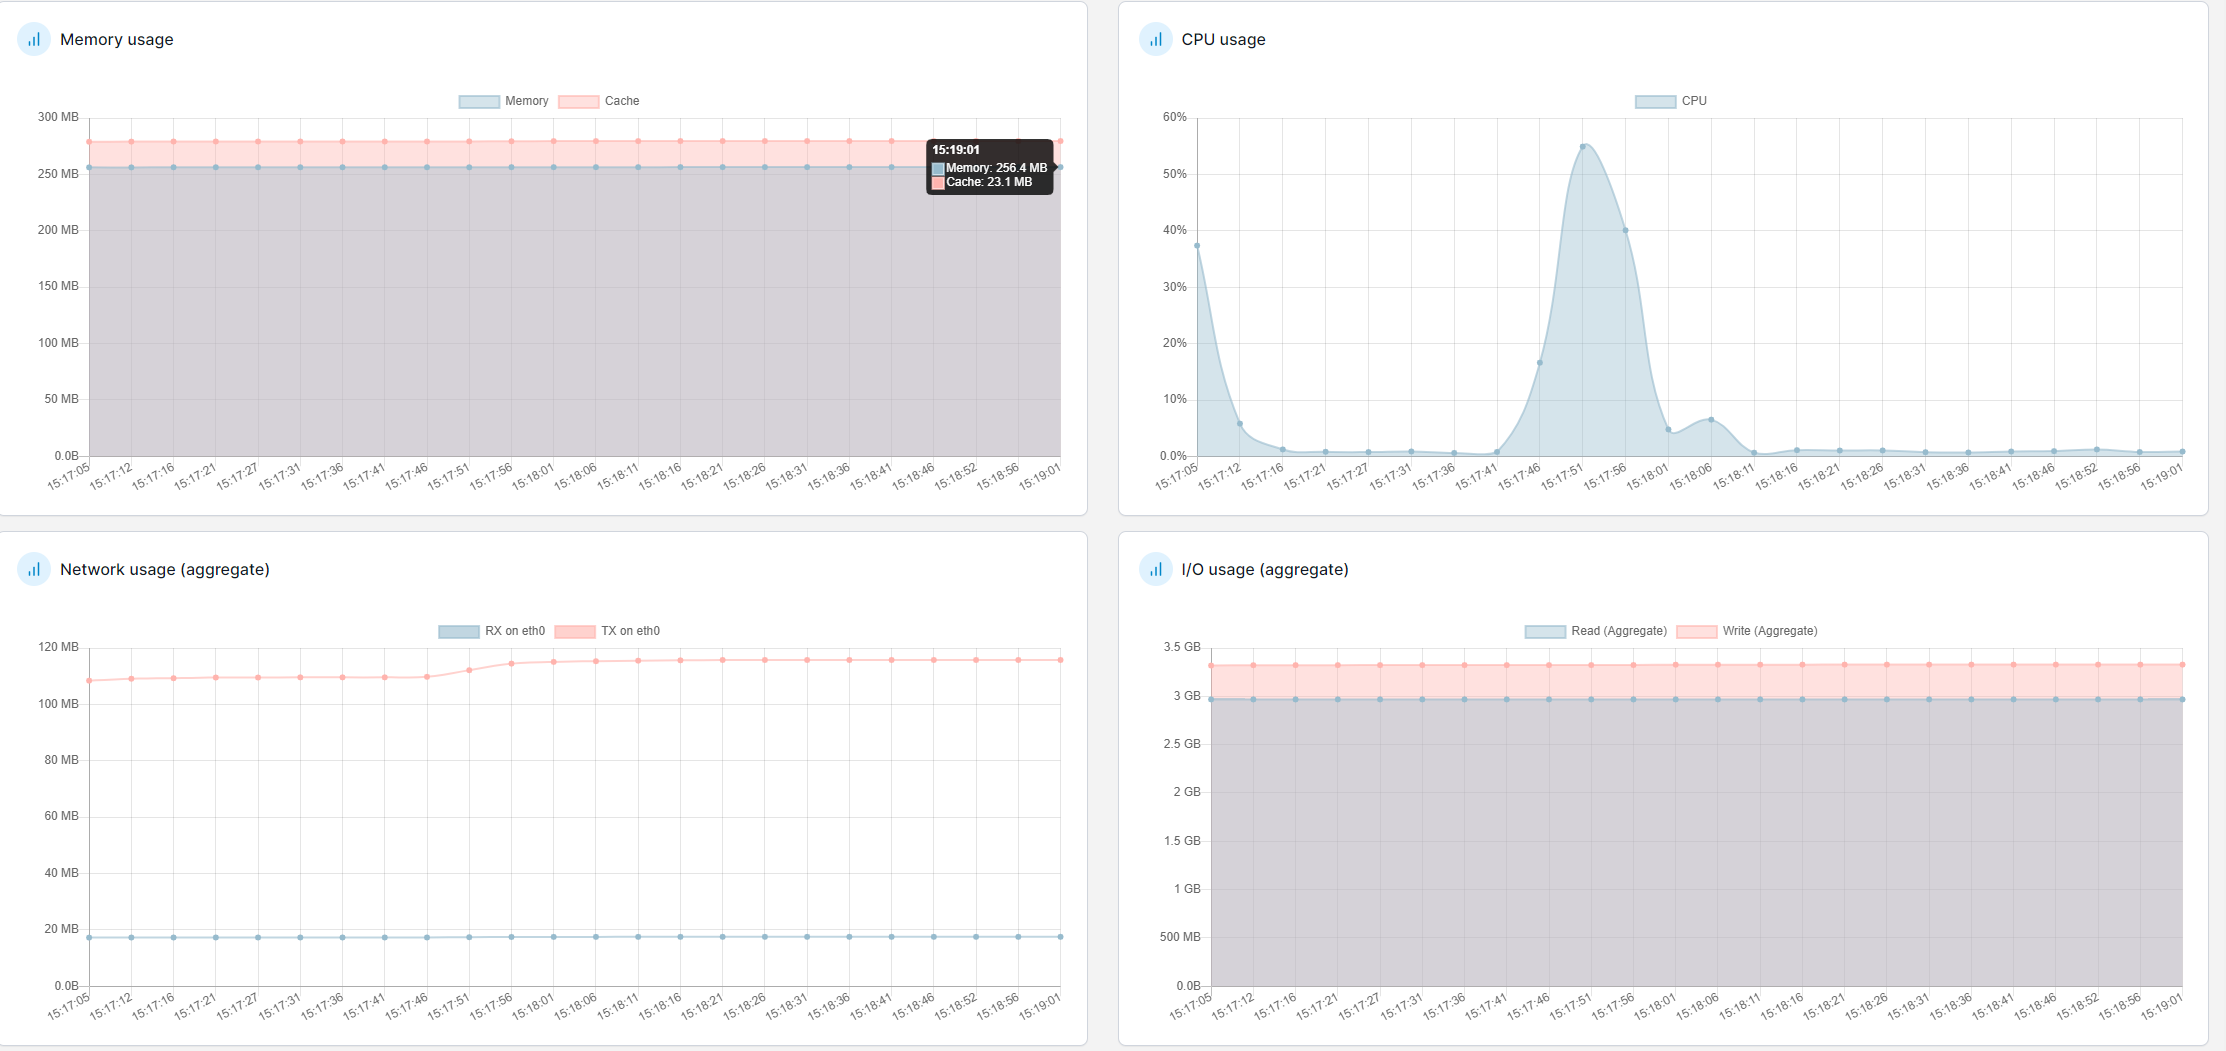 Memory usage
Memory Cache
300 MB
250 MB
200 MB
150 MB
100 MB
50 MB
0.0B
15:19:01
Memory: 256.4 MB
Cache: 23.1 MB
15:17:05 15:17:12 15:17:16 15:17:21 15:17:27 15:17:31 15:17:36 15:17:41 15:17:46 15:17:51 15:17:56 15:18:01 15:18:06 15:18:11 15:18:16 15:18:21 15:18:26 15:18:31 15:18:36 15:18:41 15:18:46 15:18:52 15:18:56 15:19:01
CPU usage
CPU
60%
50%
40%
30%
20%
10%
0.0%
15:17:05 15:17:12 15:17:16 15:17:21 15:17:27 15:17:31 15:17:36 15:17:41 15:17:46 15:17:51 15:17:56 15:18:01 15:18:06 15:18:11 15:18:16 15:18:21 15:18:26 15:18:31 15:18:36 15:18:41 15:18:46 15:18:52 15:18:56 15:19:01
Network usage (aggregate)
RX on eth0 TX on eth0
120 MB
100 MB
80 MB
60 MB
40 MB
20 MB
0.0B
15:17:05 15:17:12 15:17:16 15:17:21 15:17:27 15:17:31 15:17:36 15:17:41 15:17:46 15:17:51 15:17:56 15:18:01 15:18:06 15:18:11 15:18:16 15:18:21 15:18:26 15:18:31 15:18:36 15:18:41 15:18:46 15:18:52 15:18:56 15:19:01
I/O usage (aggregate)
Read (Aggregate) Write (Aggregate)
3.5 GB
3 GB
2.5 GB
2 GB
1.5 GB
1 GB
500 MB
0.0B
15:17:05 15:17:12 15:17:16 15:17:21 15:17:27 15:17:31 15:17:36 15:17:41 15:17:46 15:17:51 15:17:56 15:18:01 15:18:06 15:18:11 15:18:16 15:18:21 15:18:26 15:18:31 15:18:36 15:18:41 15:18:46 15:18:52 15:18:56 15:19:01